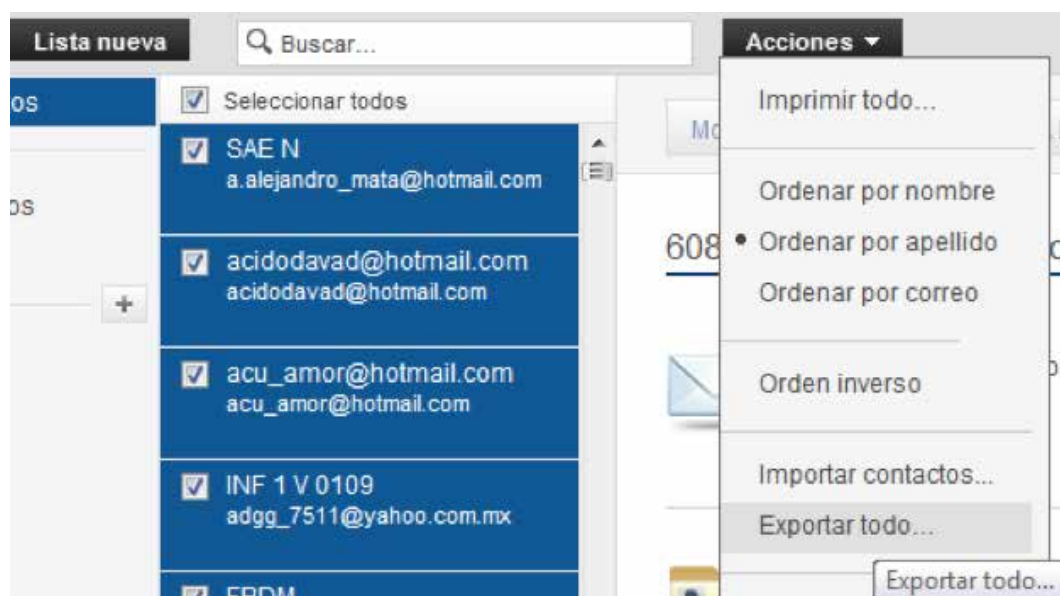 Lista nueva
Buscar...
Acciones
os
Seleccionar todos
SAE N
a.alejandro_mata@hotmail.com
os
acidodavad@hotmail.com
acidodavad@hotmail.com
acu_amor@hotmail.com
acu_amor@hotmail.com
INF 1 V 0109
adgg_7511@yahoo.com.mx
Mo
608
Imprimir todo...
Ordenar por nombre
• Ordenar por apellido
Ordenar por correo
Orden inverso
Importar contactos...
Exportar todo...
Exportar todo...